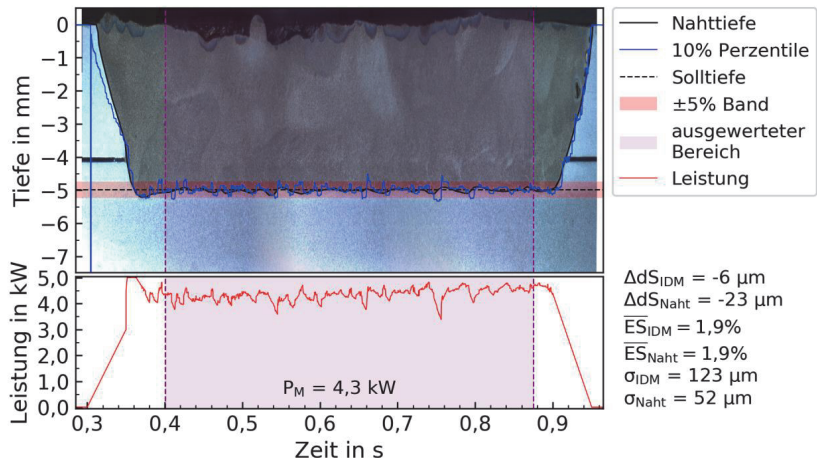 0
−1
−2
−3
−4
−5
−6
−7
Tiefe in mm
Nahttiefe
10% Perzentile
Solltiefe
±5% Band
ausgewerteter
Bereich
Leistung
5,0
4,0
3,0
2,0
1,0
0,0
Leistung in kW
P_M = 4,3 kW
0,3 0,4 0,5 0,6 0,7 0,8 0,9
Zeit in s
ΔdS_IDM = -6 µm
ΔdS_Naht = -23 µm
E̅S̅_IDM = 1,9%
E̅S̅_Naht = 1,9%
σ_IDM = 123 µm
σ_Naht = 52 µm